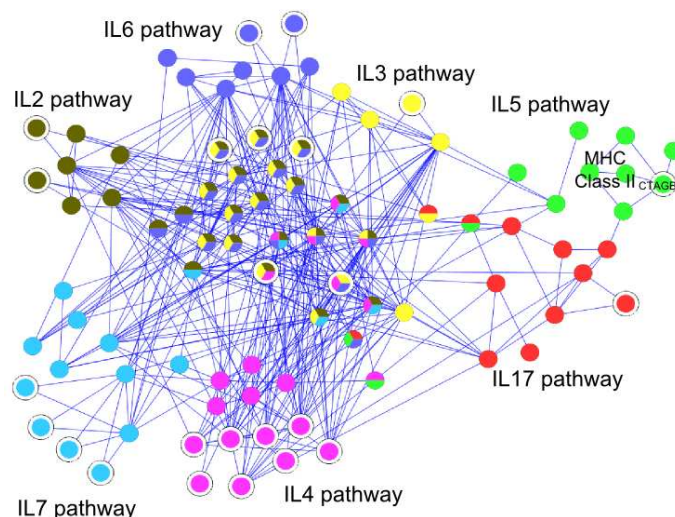 IL6 pathway
IL3 pathway
IL2 pathway
IL5 pathway
MHC
Class II CTAGE
IL17 pathway
IL7 pathway
IL4 pathway